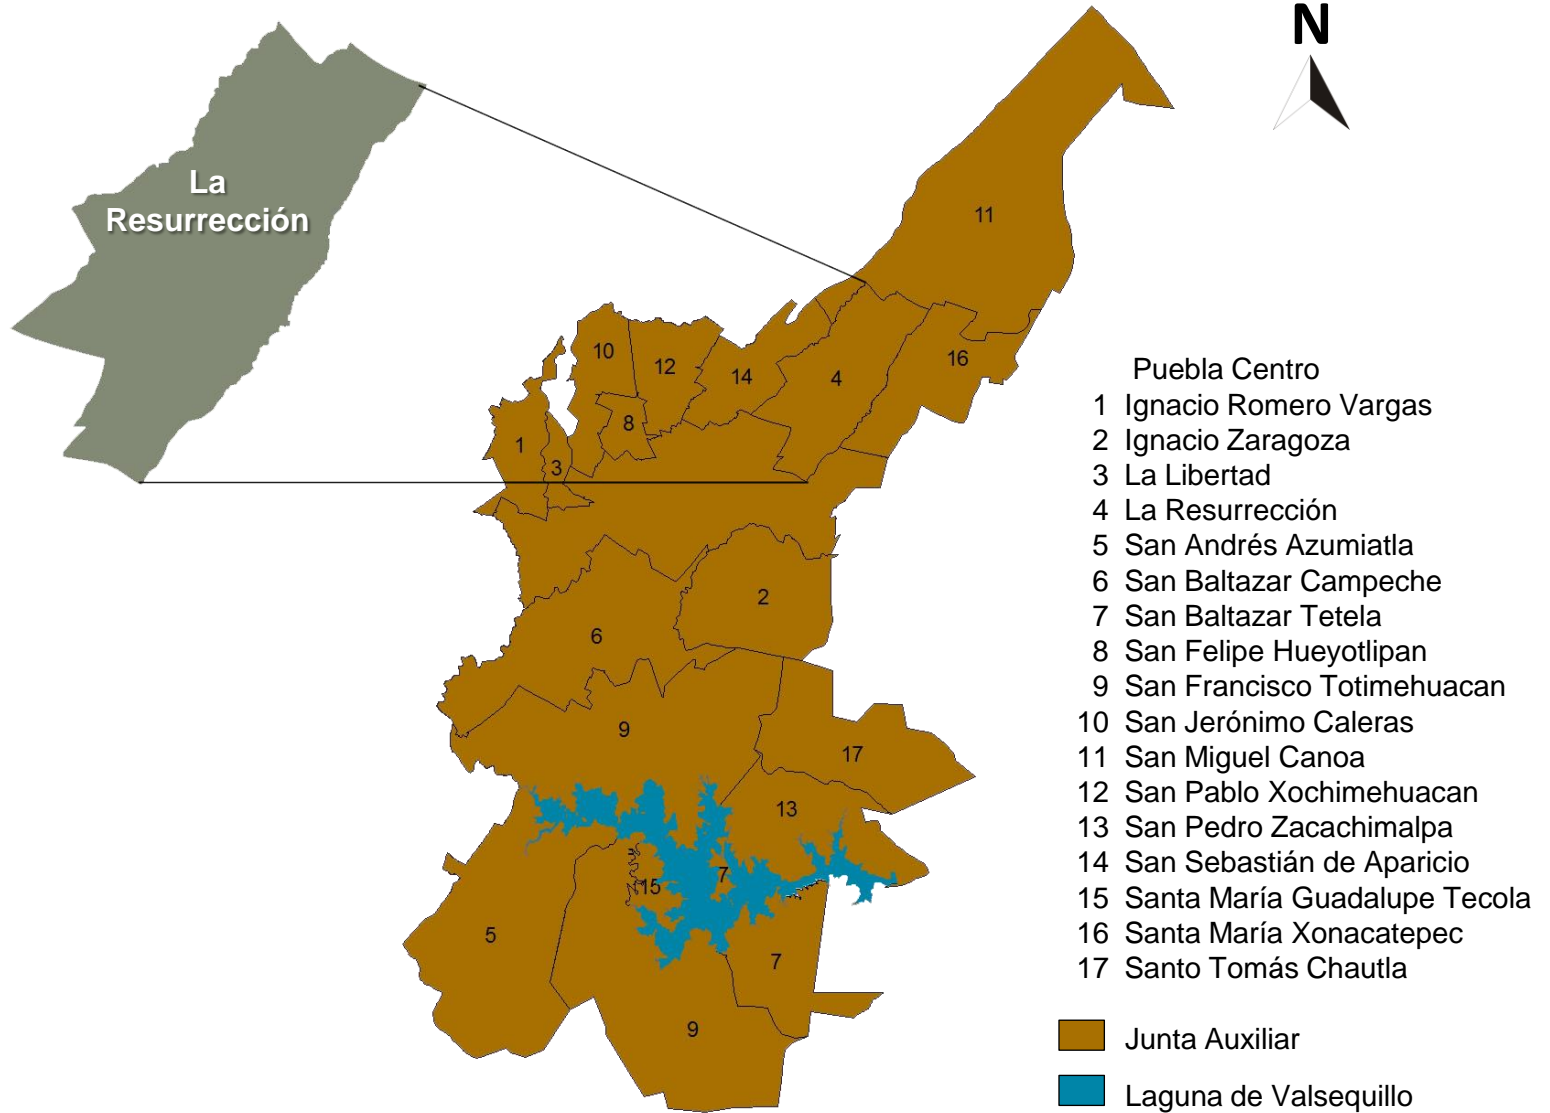 N
La
Resurrección
11
10
12
14
4
16
8
1
3
2
6
9
17
13
15
7
5
7
9
Puebla Centro
1 Ignacio Romero Vargas
2 Ignacio Zaragoza
3 La Libertad
4 La Resurrección
5 San Andrés Azumiatla
6 San Baltazar Campeche
7 San Baltazar Tetela
8 San Felipe Hueyotlipan
9 San Francisco Totimehuacan
10 San Jerónimo Caleras
11 San Miguel Canoa
12 San Pablo Xochimehuacan
13 San Pedro Zacachimalpa
14 San Sebastián de Aparicio
15 Santa María Guadalupe Tecola
16 Santa María Xonacatepec
17 Santo Tomás Chautla
Junta Auxiliar
Laguna de Valsequillo